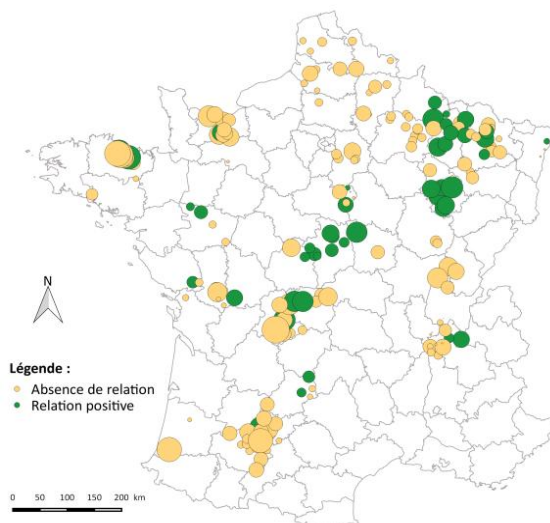 N
Légende :
Absence de relation
Relation positive
0 50 100 150 200 km